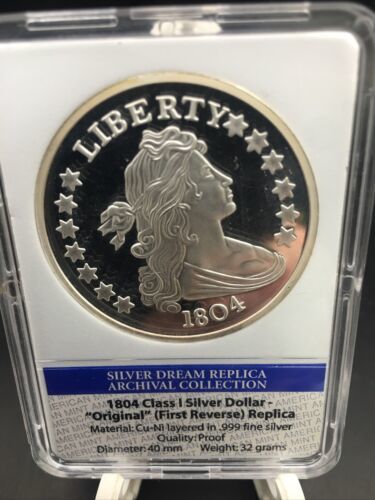 LIBERTY
1804
SILVER DREAM REPLICA
ARCHIVAL COLLECTION
1804 Class I Silver Dollar -
"Original" (First Reverse) Replica
Material: Cu-Ni layered in .999 fine silver
Quality: Proof
Diameter: 40 mm Weight: 32 grams